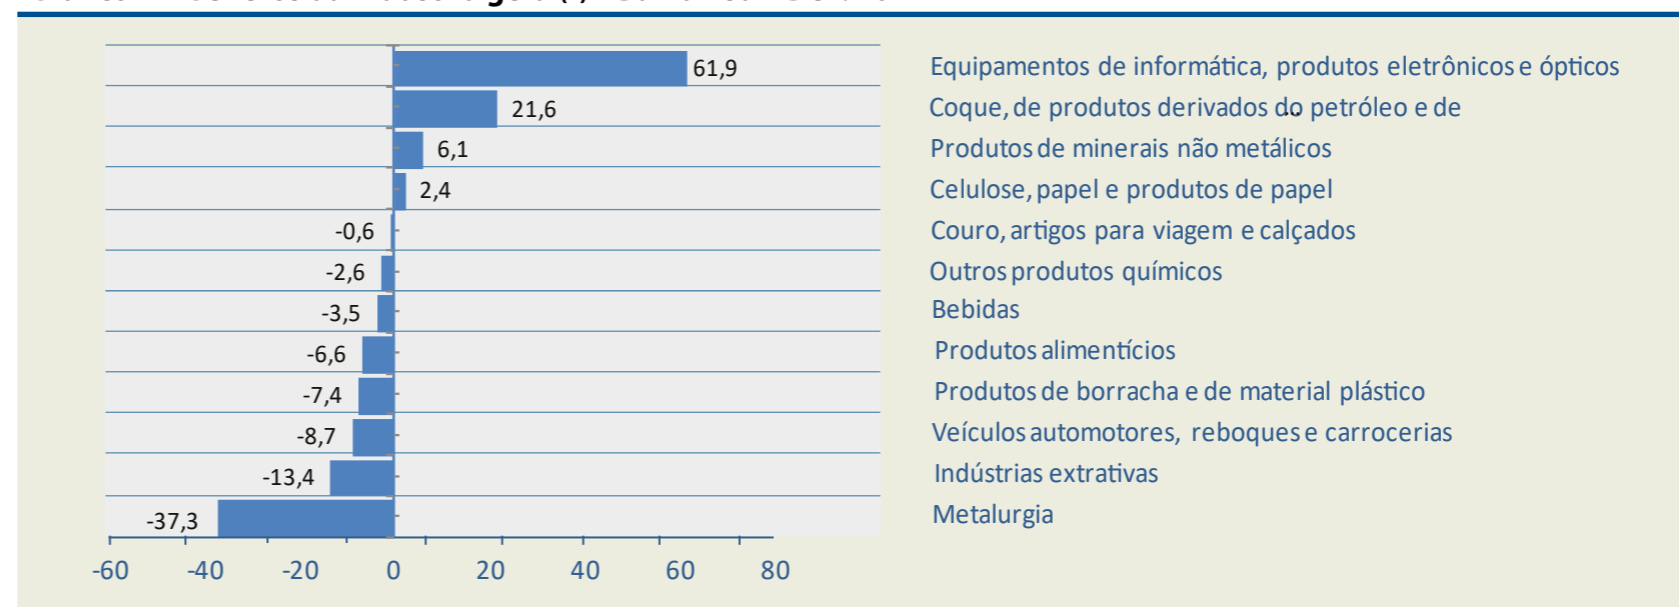 61,9 Equipamentos de informática, produtos eletrônicos e ópticos
21,6 Coque, de produtos derivados do petróleo e de
6,1 Produtos de minerais não metálicos
2,4 Celulose, papel e produtos de papel
-0,6 Couro, artigos para viagem e calçados
-2,6 Outros produtos químicos
-3,5 Bebidas
-6,6 Produtos alimentícios
-7,4 Produtos de borracha e de material plástico
-8,7 Veículos automotores, reboques e carrocerias
-13,4 Indústrias extrativas
-37,3 Metalurgia
-60 -40 -20 0 20 40 60 80